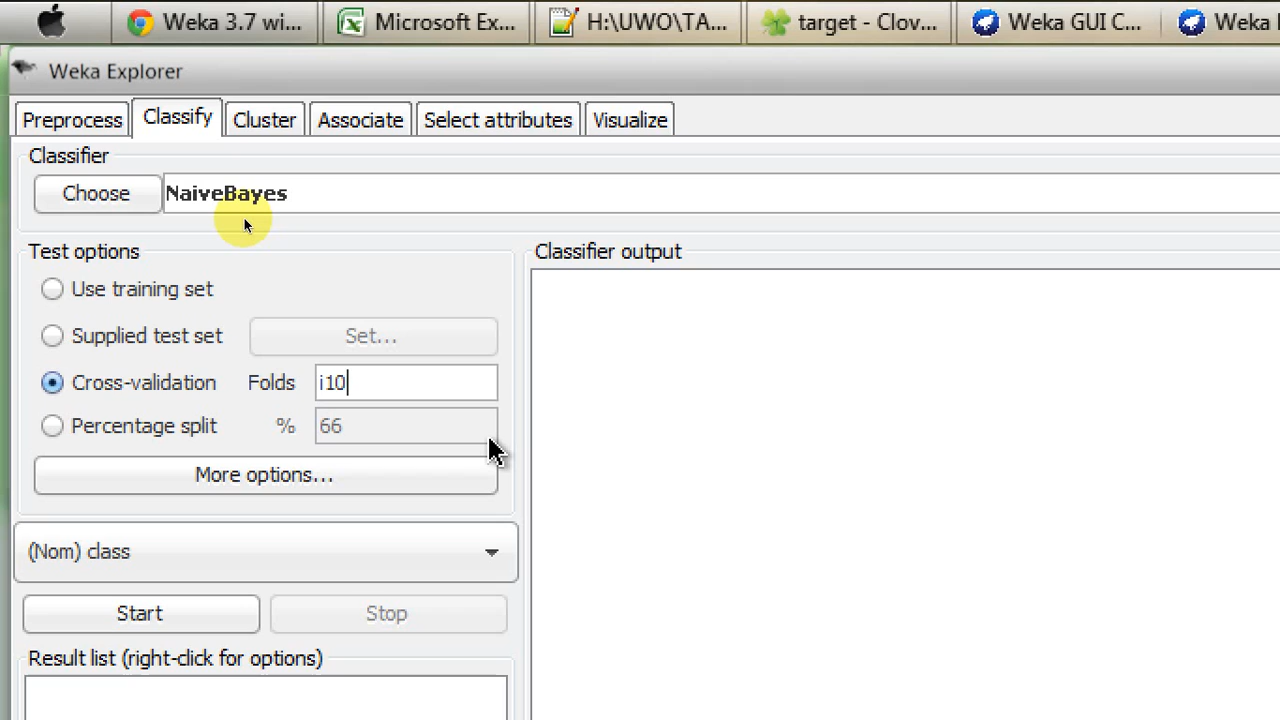 Weka 3.7 wi... Microsoft Ex... H:\UWO\TA... target - Clov... Weka GUI C... Weka
Weka Explorer
Preprocess Classify Cluster Associate Select attributes Visualize
Classifier
Choose NaiveBayes
Test options Classifier output
Use training set
Supplied test set Set...
Cross-validation Folds i10
Percentage split % 66
More options...
(Nom) class
Start Stop
Result list (right-click for options)